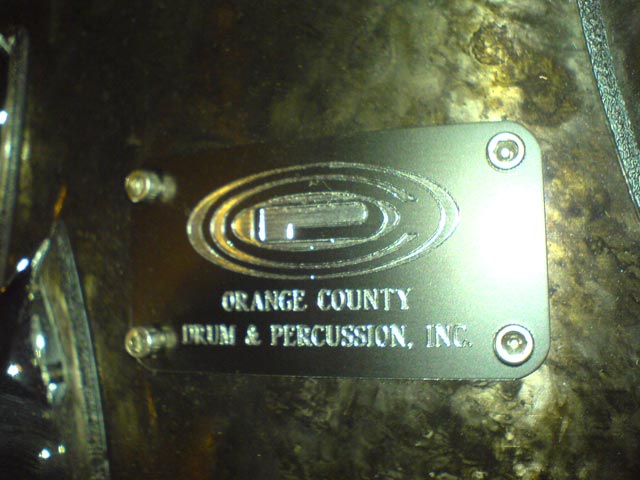 ORANGE COUNTY
DRUM & PERCUSSION, INC.